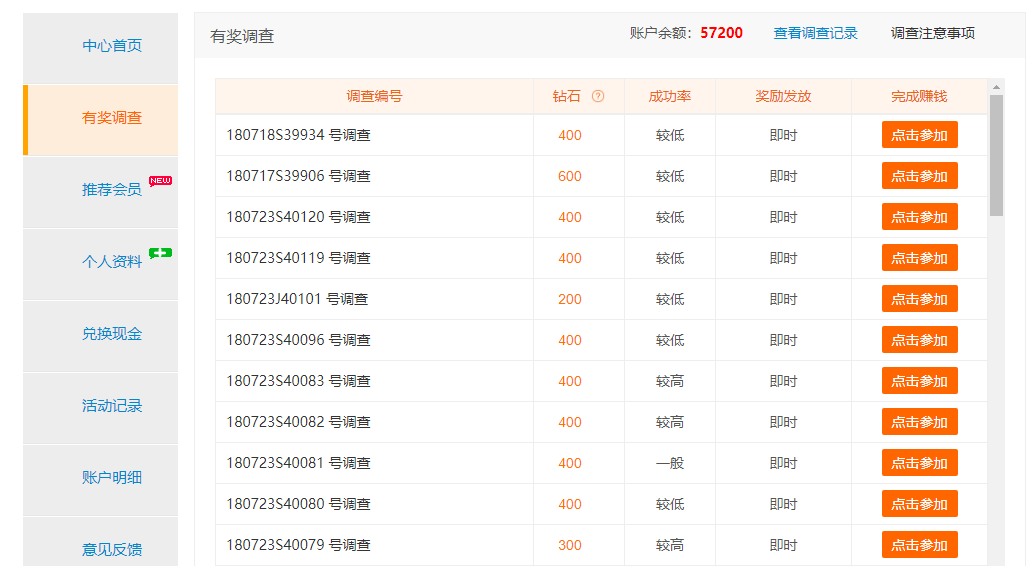 中心首页
有奖调查
推荐会员 NEW
个人资料
兑换现金
活动记录
账户明细
意见反馈
有奖调查 账户余额：57200 查看调查记录 调查注意事项
调查编号 钻石 ? 成功率 奖励发放 完成赚钱
180718S39934 号调查 400 较低 即时 点击参加
180717S39906 号调查 600 较低 即时 点击参加
180723S40120 号调查 400 较低 即时 点击参加
180723S40119 号调查 400 较低 即时 点击参加
180723J40101 号调查 200 较低 即时 点击参加
180723S40096 号调查 400 较低 即时 点击参加
180723S40083 号调查 400 较高 即时 点击参加
180723S40082 号调查 400 较高 即时 点击参加
180723S40081 号调查 400 一般 即时 点击参加
180723S40080 号调查 400 较低 即时 点击参加
180723S40079 号调查 300 较高 即时 点击参加